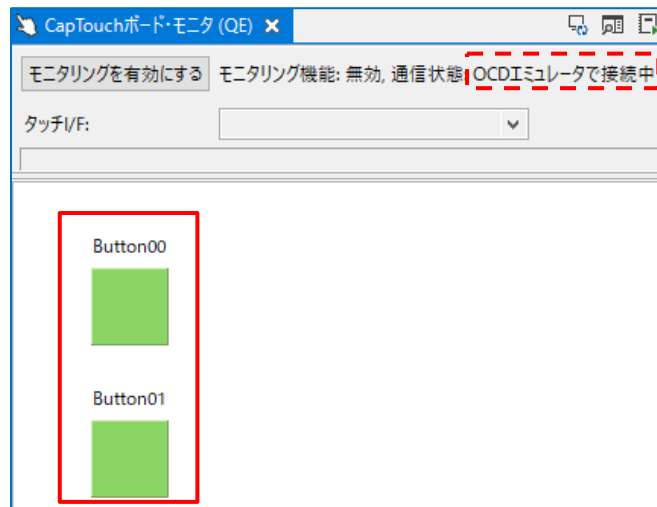 CapTouchボード・モニタ (QE)
モニタリングを有効にする モニタリング機能: 無効, 通信状態: OCDエミュレータで接続中
タッチI/F:
Button00
Button01